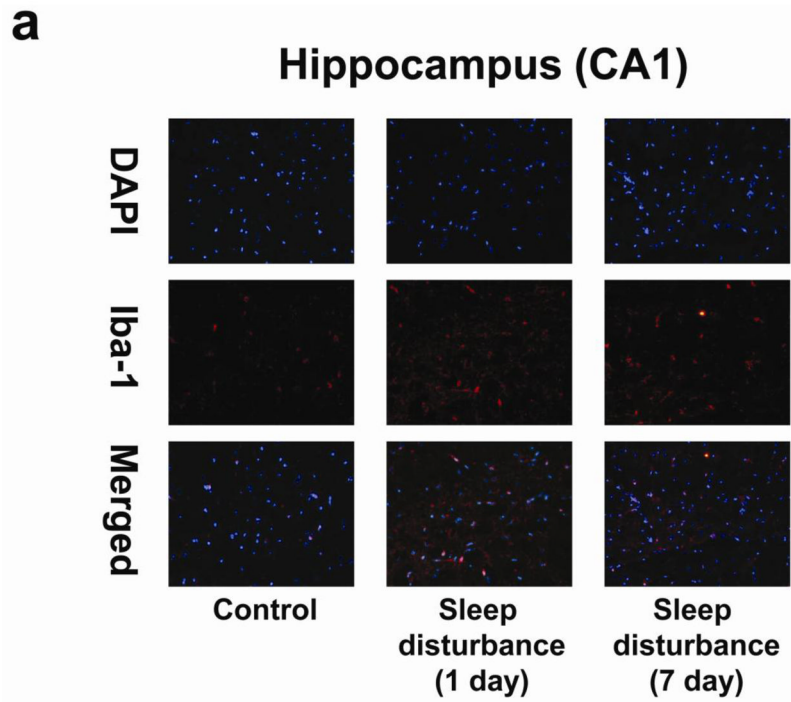 a
Hippocampus (CA1)
DAPI
Iba-1
Merged
Control
Sleep
disturbance
(1 day)
Sleep
disturbance
(7 day)